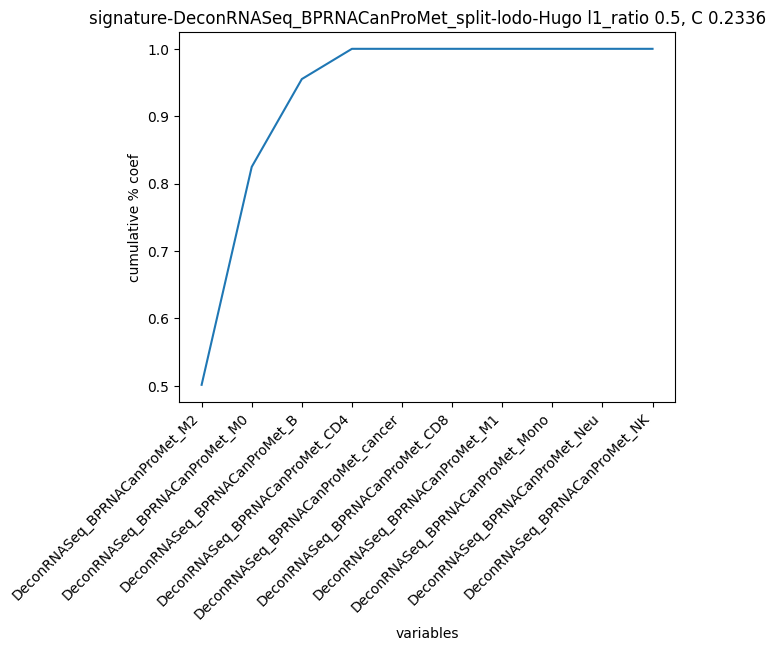 signature-DeconRNASeq_BPRNACanProMet_split-lodo-Hugo l1_ratio 0.5, C 0.2336
cumulative % coef
1.0
0.9
0.8
0.7
0.6
0.5
DeconRNASeq_BPRNACanProMet_M2
DeconRNASeq_BPRNACanProMet_M0
DeconRNASeq_BPRNACanProMet_B
DeconRNASeq_BPRNACanProMet_CD4
DeconRNASeq_BPRNACanProMet_cancer
DeconRNASeq_BPRNACanProMet_CD8
DeconRNASeq_BPRNACanProMet_M1
DeconRNASeq_BPRNACanProMet_Mono
DeconRNASeq_BPRNACanProMet_Neu
DeconRNASeq_BPRNACanProMet_NK
variables